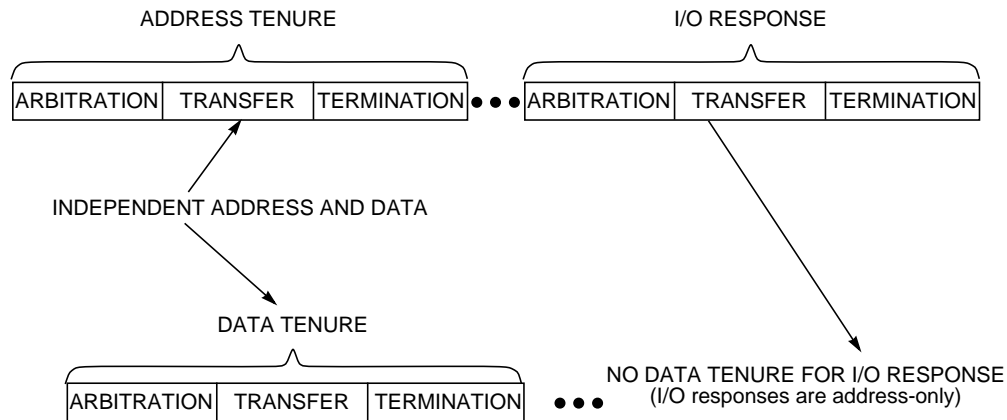 ADDRESS TENURE
I/O RESPONSE
ARBITRATION TRANSFER TERMINATION ARBITRATION TRANSFER TERMINATION
INDEPENDENT ADDRESS AND DATA
DATA TENURE
NO DATA TENURE FOR I/O RESPONSE
(I/O responses are address-only)
ARBITRATION TRANSFER TERMINATION